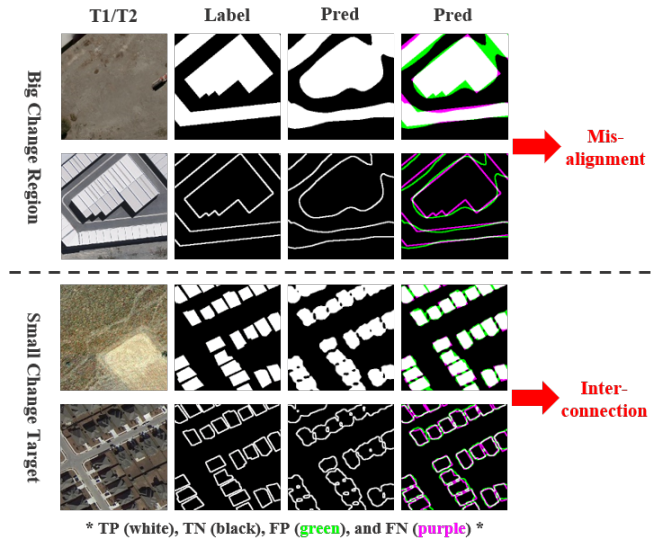 T1/T2 Label Pred Pred
Big Change Region
Mis-
alignment
Small Change Target
Inter-
connection
* TP (white), TN (black), FP (green), and FN (purple) *